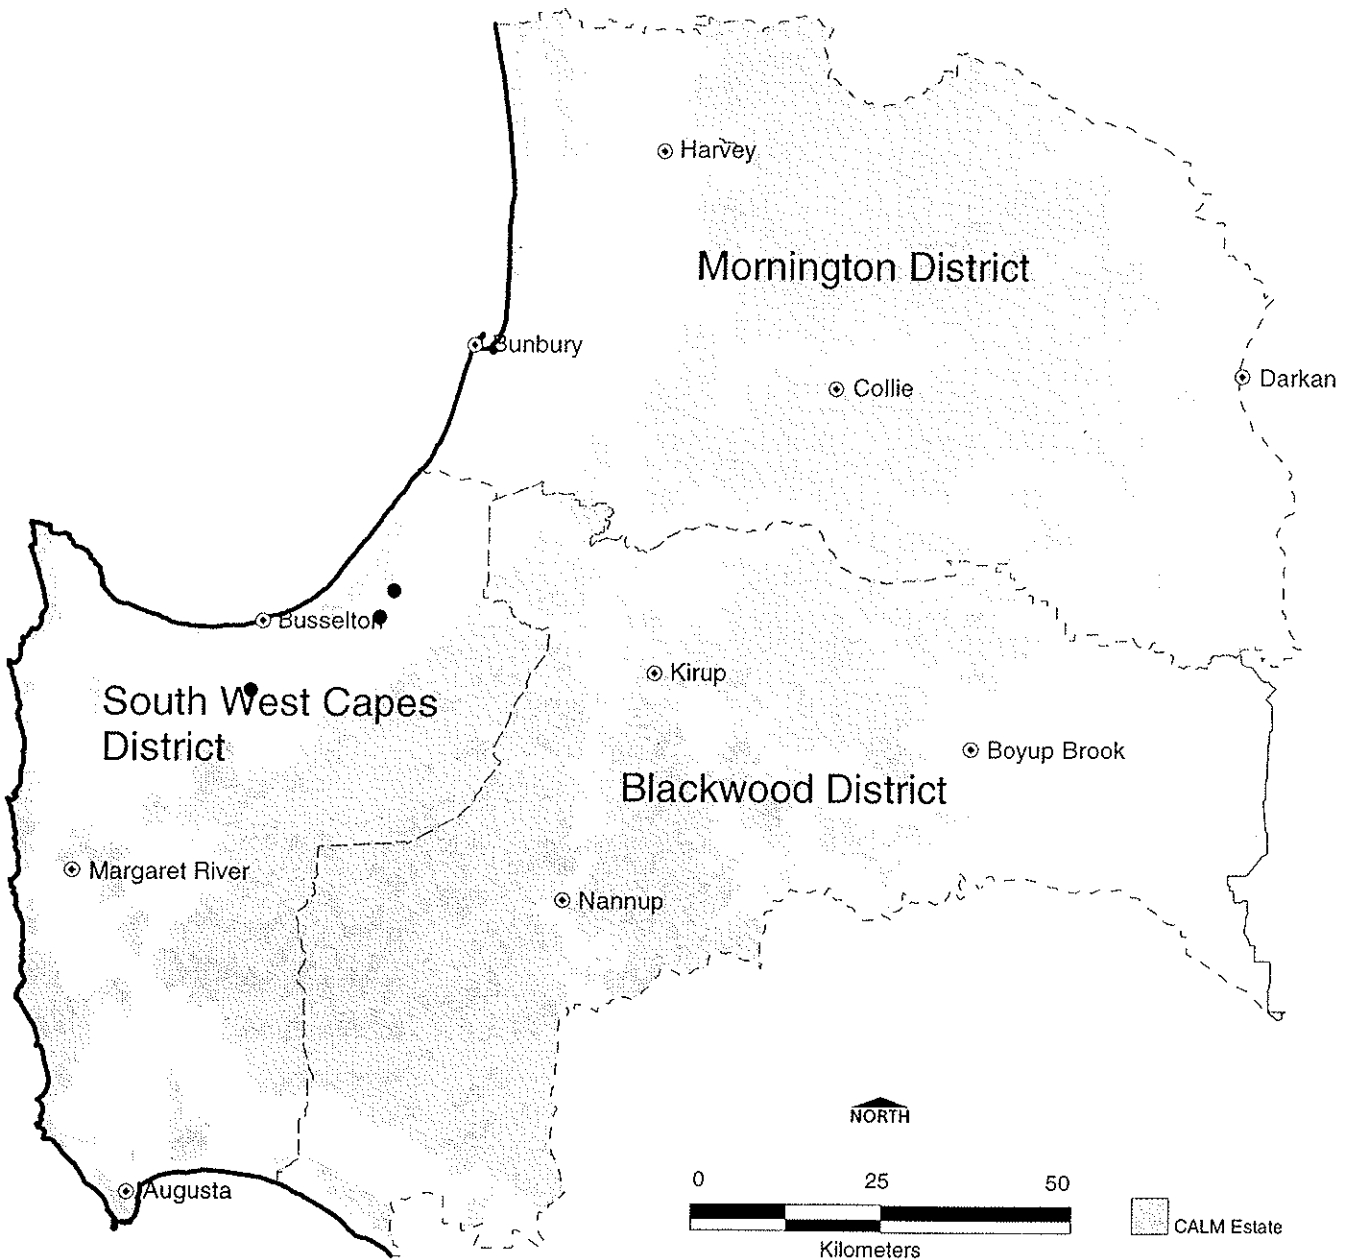 Harvey
Mornington District
Bunbury
Collie
Darkan
Busselton
Kirup
South West Capes
District
Boyup Brook
Blackwood District
Margaret River
Nannup
NORTH
0 25 50
Augusta
CALM Estate
Kilometers